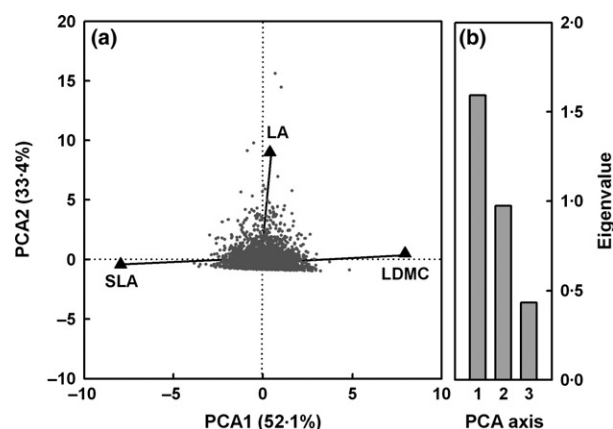 (a)
20
15
10
5
0
−5
−10
PCA2 (33·4%)
LA
SLA
LDMC
−10
−5
0
5
10
PCA1 (52·1%)
(b)
2·0
1·5
1·0
0·5
0·0
Eigenvalue
1 2 3
PCA axis